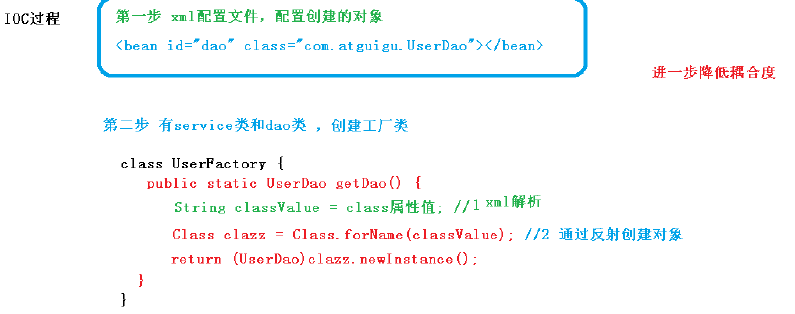 IOC过程
第一步 xml配置文件，配置创建的对象
<bean id="dao" class="com.atguigu.UserDao"></bean>
进一步降低耦合度
第二步 有service类和dao类 ，创建工厂类
class UserFactory {
public static UserDao getDao() {
String classValue = class属性值; //1 xml解析
Class clazz = Class.forName(classValue); //2 通过反射创建对象
return (UserDao)clazz.newInstance();
}
}